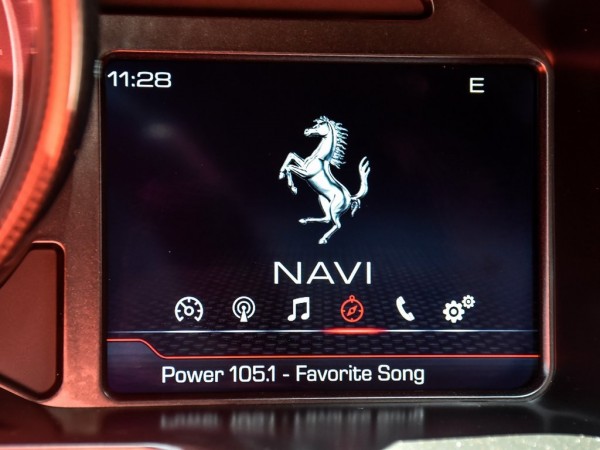 11:28
E
NAVI
Power 105.1 - Favorite Song